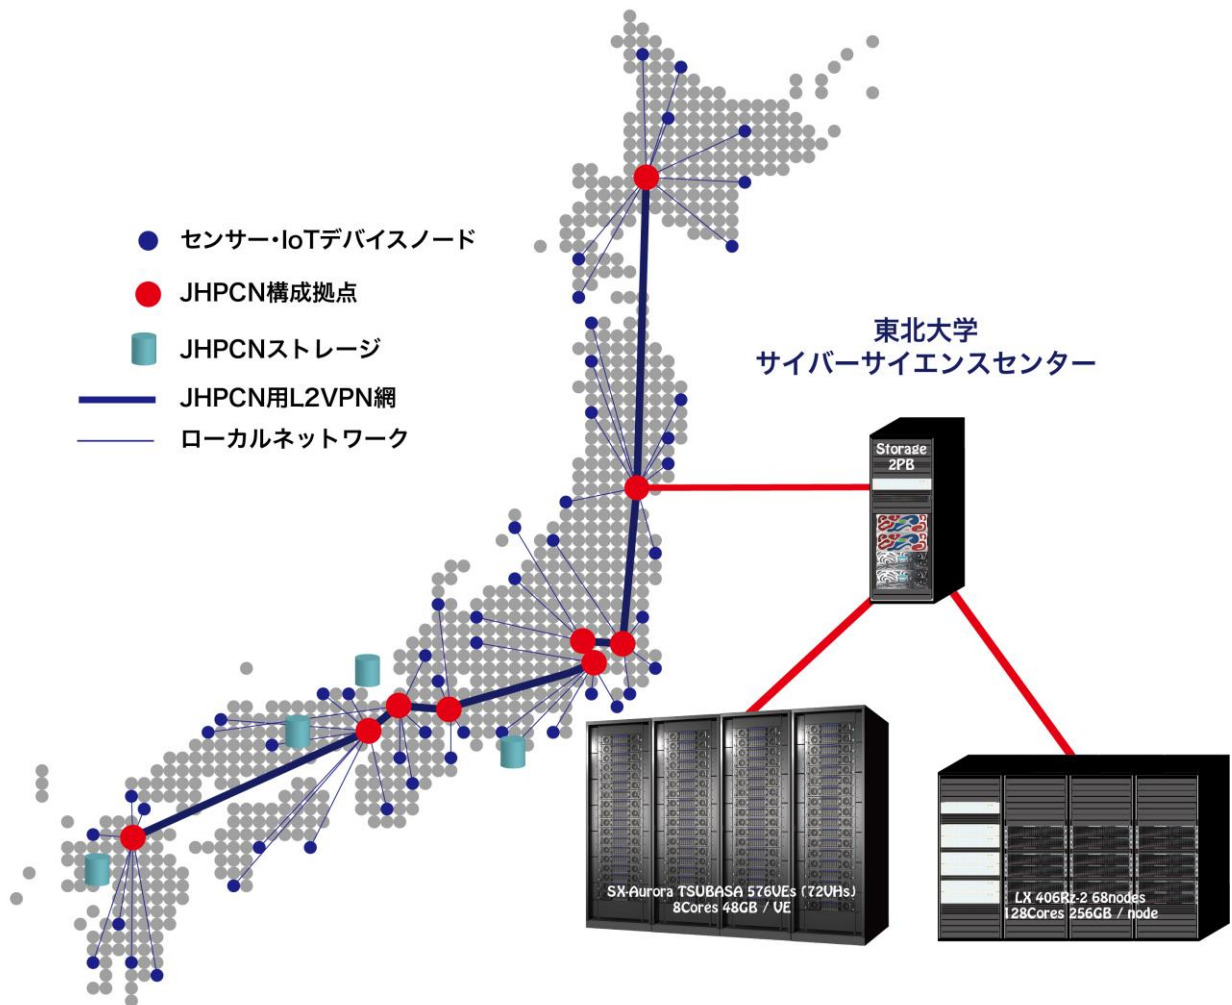 センサー・IoTデバイスノード
JHPCN構成拠点
JHPCNストレージ
JHPCN用L2VPN網
ローカルネットワーク
東北大学
サイバーサイエンスセンター
Storage
2PB
SX-Aurora TSUBASA 576VEs (72VHs)
8Cores 48GB / VE
LX 406Rz-2 68nodes
128Cores 256GB / node